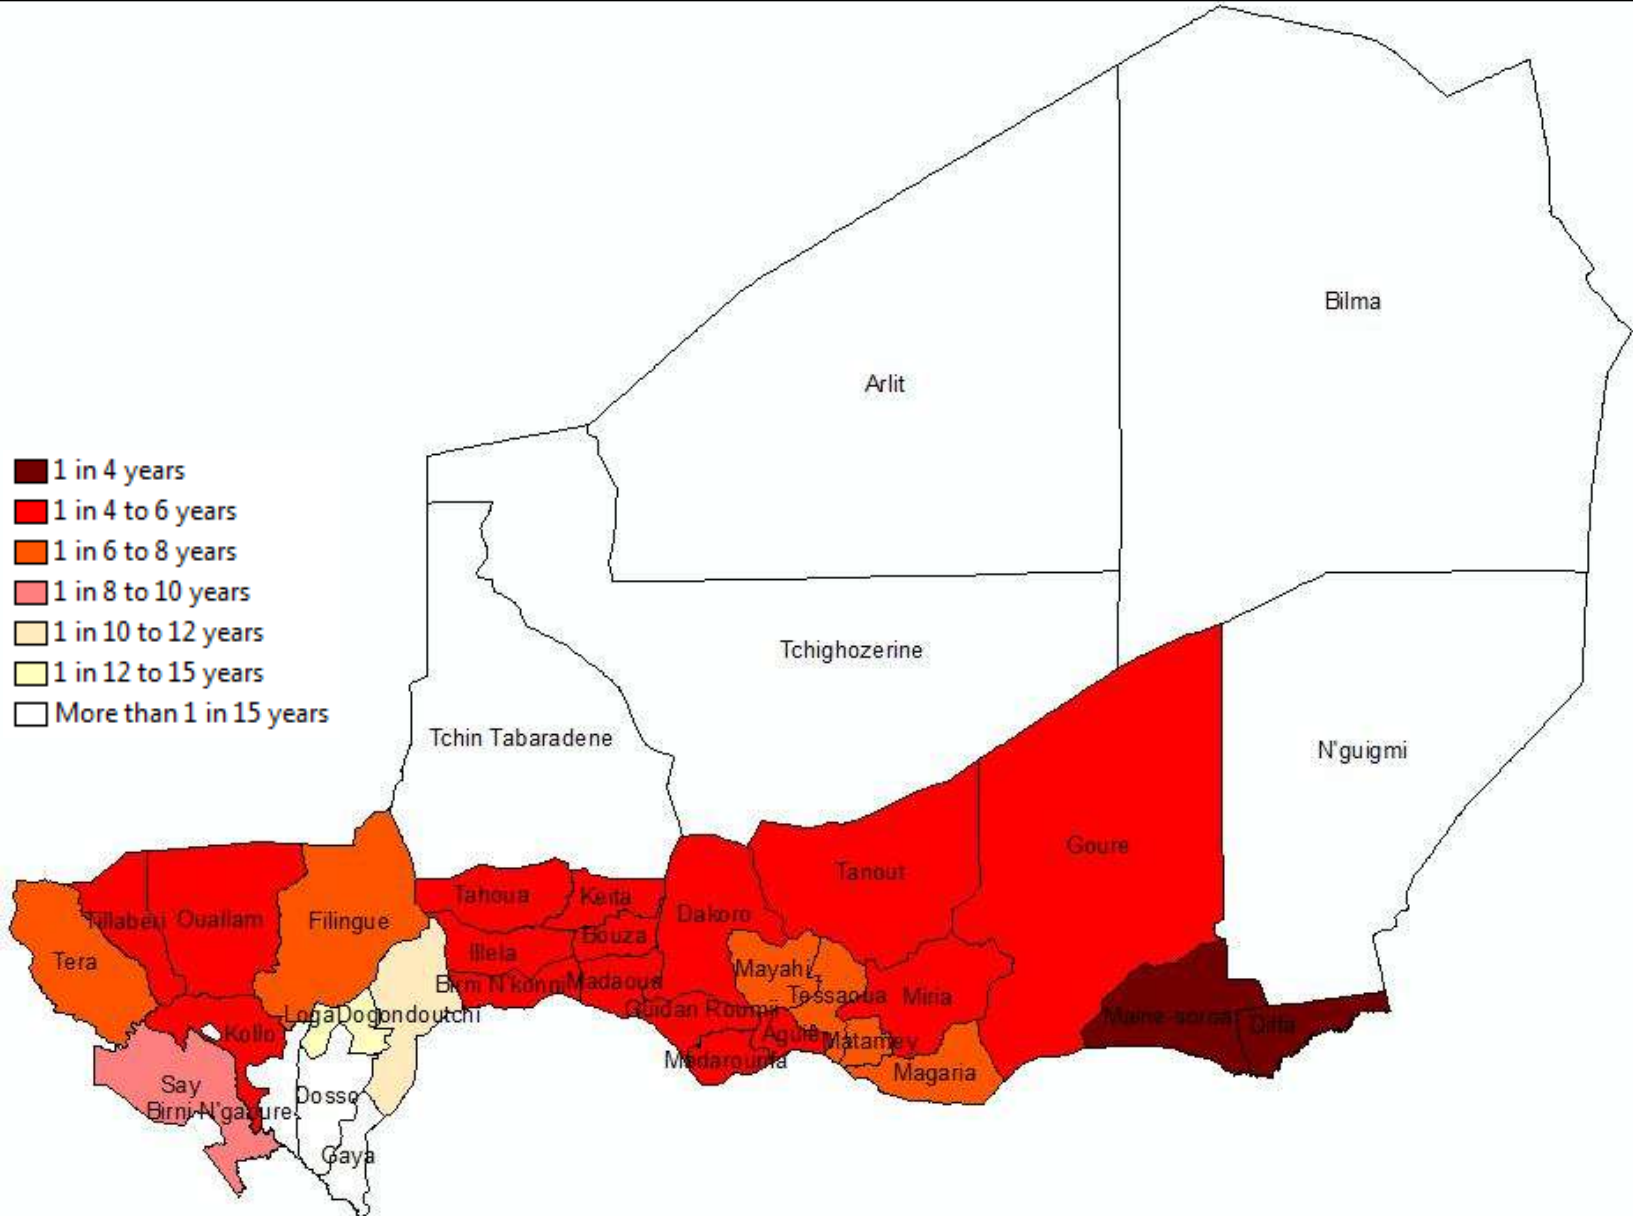 Bilma
Arlit
1 in 4 years
1 in 4 to 6 years
1 in 6 to 8 years
1 in 8 to 10 years
1 in 10 to 12 years
1 in 12 to 15 years
More than 1 in 15 years
Tchighozerine
Tchin Tabaradene
N'guigmi
Goure
Tanout
Tahoua
Keita
Dakoro
Tillaberi
Ouallam
Filingue
Bouza
Illela
Tera
Mayahi
Birni N'konni
Madaoua
Tessaoua
Miria
Guidan Roumji
Loga
Dogondoutchi
Maine-soroa
Diffa
Kollo
Aguie
Matamey
Madarounfa
Magaria
Say
Dosso
Birni N'gaoure
Gaya